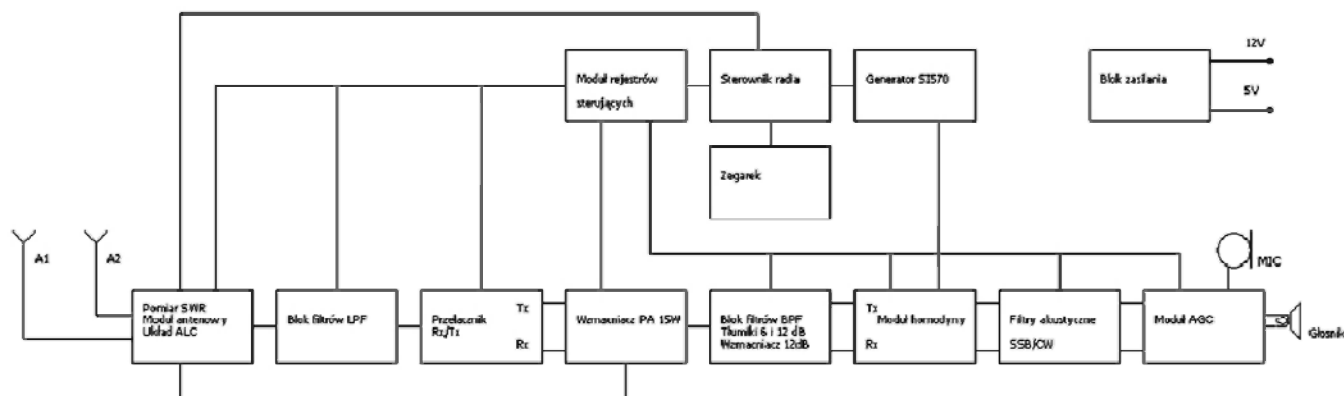 12V
Moduł rejestrów
sterujących
Sterownik radia
Generator SI570
Blok zasilania
5V
Zegarek
A1
A2
MIC
Pomiar SWR
Moduł antenowy
Układ ALC
Blok filtrów LPF
Przełacznik
Rx/Tx
Tx
Rx
Wzmacniacz PA 15W
Blok filtrów BPF
Tłumiki 6 i 12 dB
Wzmacniacz 12dB
Tx
Moduł homodyny
Rx
Filtry akustyczne
SSB/CW
Moduł AGC
Głosnik